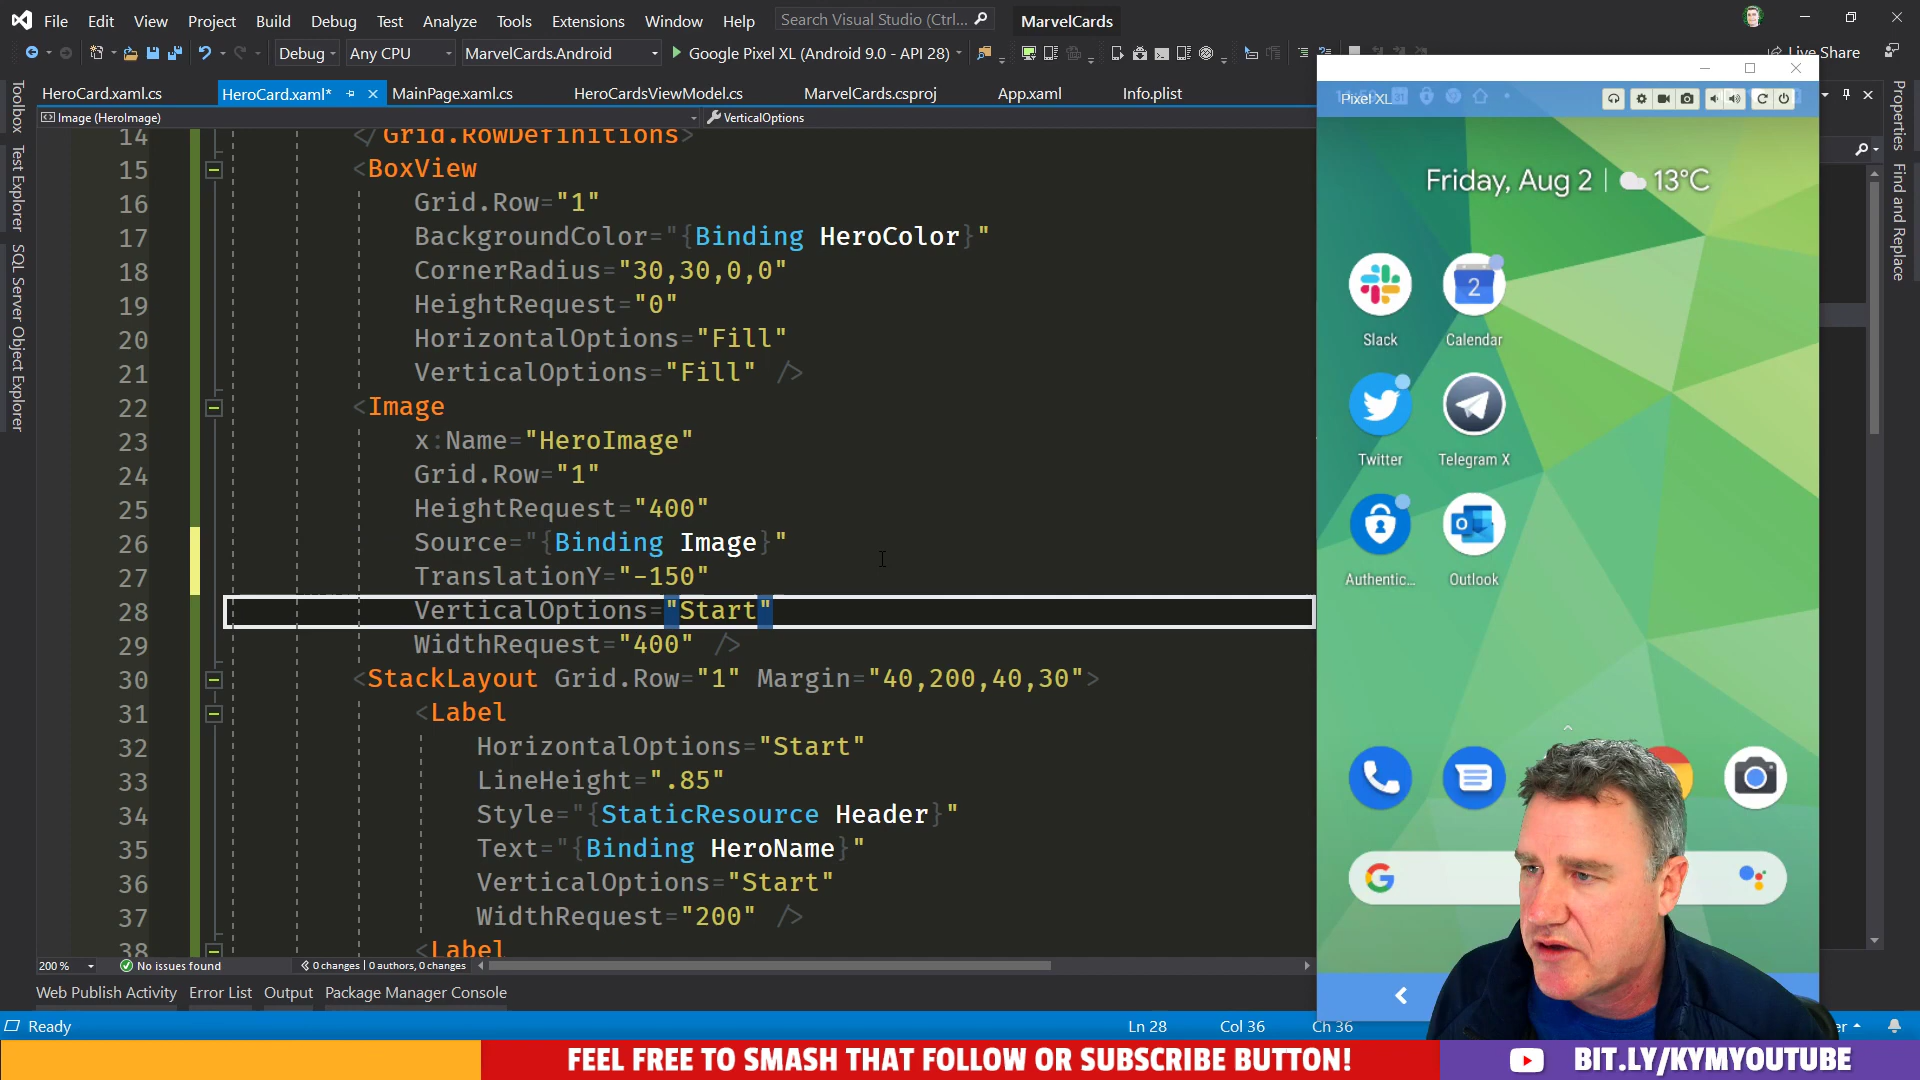 File Edit View Project Build Debug Test Analyze Tools Extensions Window Help Search Visual Studio (Ctrl... MarvelCards
Debug Any CPU MarvelCards.Android Google Pixel XL (Android 9.0 - API 28) Live Share
HeroCard.xaml.cs HeroCard.xaml* MainPage.xaml.cs HeroCardsViewModel.cs MarvelCards.csproj App.xaml Info.plist
Image (HeroImage) VerticalOptions
Toolbox
Test Explorer
SQL Server Object Explorer
14 </Grid.RowDefinitions>
15 <BoxView
16 Grid.Row="1"
17 BackgroundColor="{Binding HeroColor}"
18 CornerRadius="30,30,0,0"
19 HeightRequest="0"
20 HorizontalOptions="Fill"
21 VerticalOptions="Fill" />
22 <Image
23 x:Name="HeroImage"
24 Grid.Row="1"
25 HeightRequest="400"
26 Source="{Binding Image}"
27 TranslationY="-150"
28 VerticalOptions="Start"
29 WidthRequest="400" />
30 <StackLayout Grid.Row="1" Margin="40,200,40,30">
31 <Label
32 HorizontalOptions="Start"
33 LineHeight=".85"
34 Style="{StaticResource Header}"
35 Text="{Binding HeroName}"
36 VerticalOptions="Start"
37 WidthRequest="200" />
38 <Label
200 % No issues found 0 changes | 0 authors, 0 changes
Web Publish Activity Error List Output Package Manager Console
Ready Ln 28 Col 36 Ch 36
Pixel XL
Friday, Aug 2 | 13°C
Slack
2
Calendar
Twitter
Telegram X
Authentic...
Outlook
G
Properties
Find and Replace
FEEL FREE TO SMASH THAT FOLLOW OR SUBSCRIBE BUTTON!
BIT.LY/KYMYOUTUBE